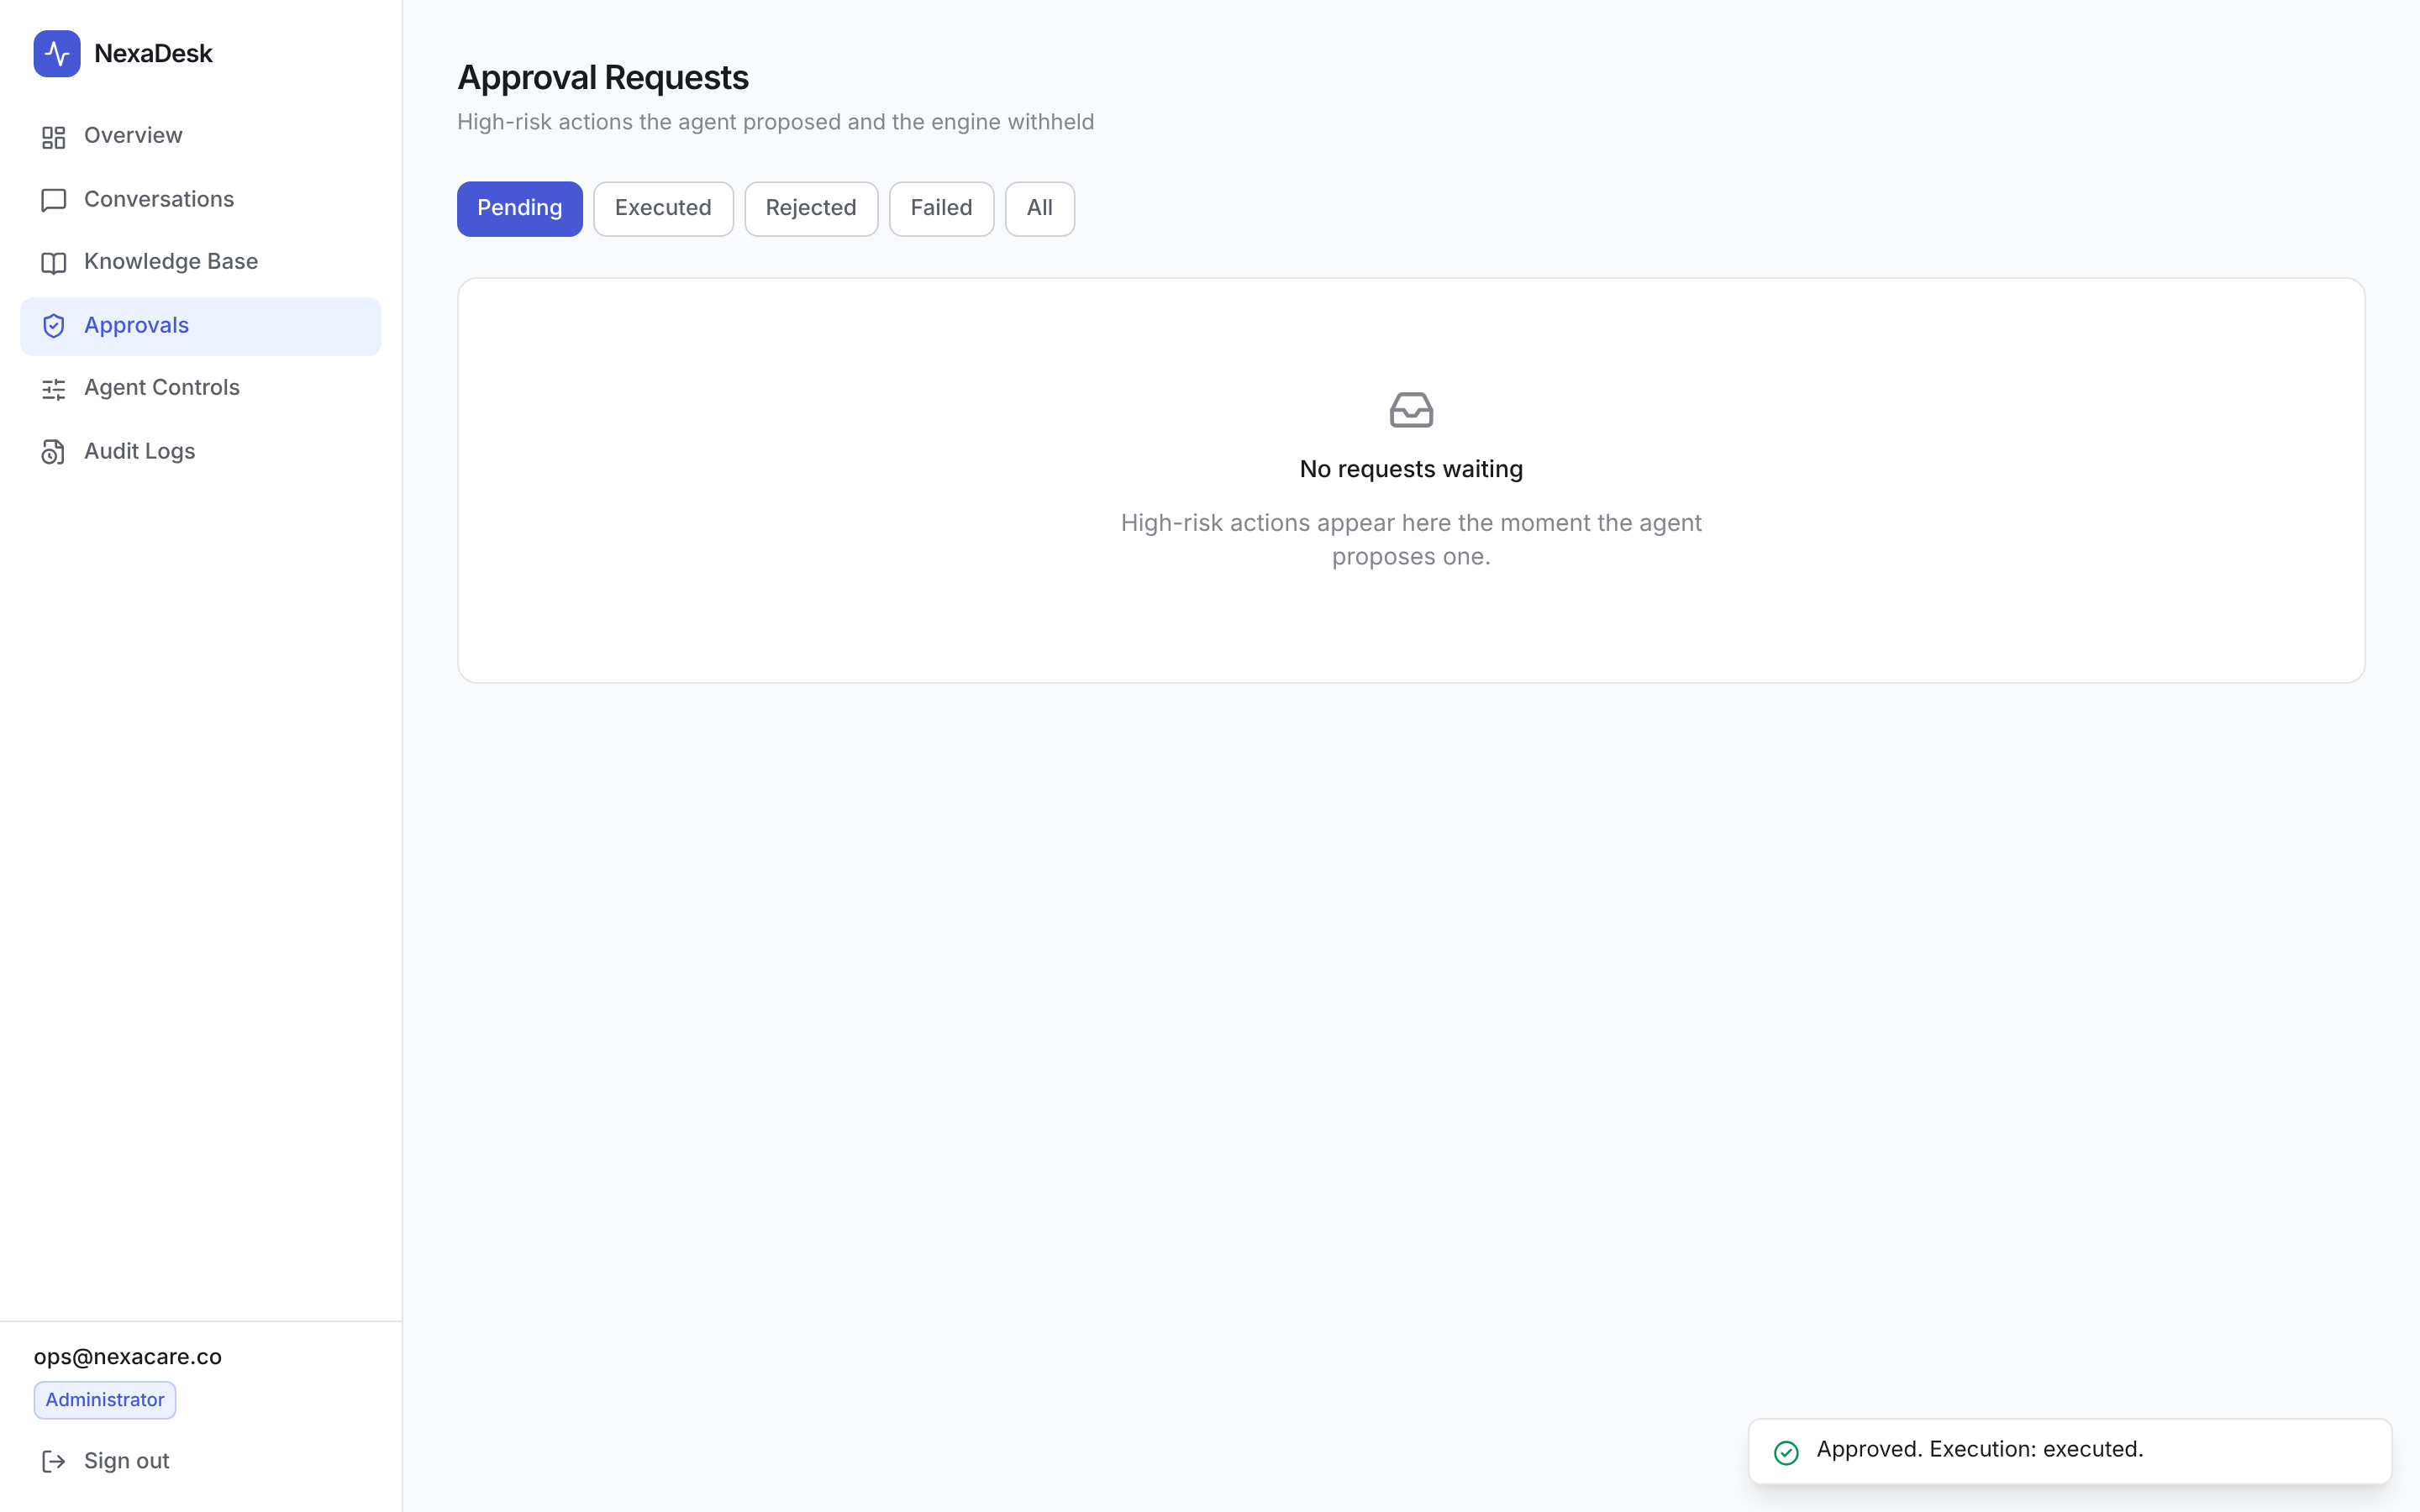 NexaDesk
Overview
Conversations
Knowledge Base
Approvals
Agent Controls
Audit Logs
ops@nexacare.co
Administrator
Sign out
Approval Requests
High-risk actions the agent proposed and the engine withheld
Pending
Executed
Rejected
Failed
All
No requests waiting
High-risk actions appear here the moment the agent
proposes one.
Approved. Execution: executed.